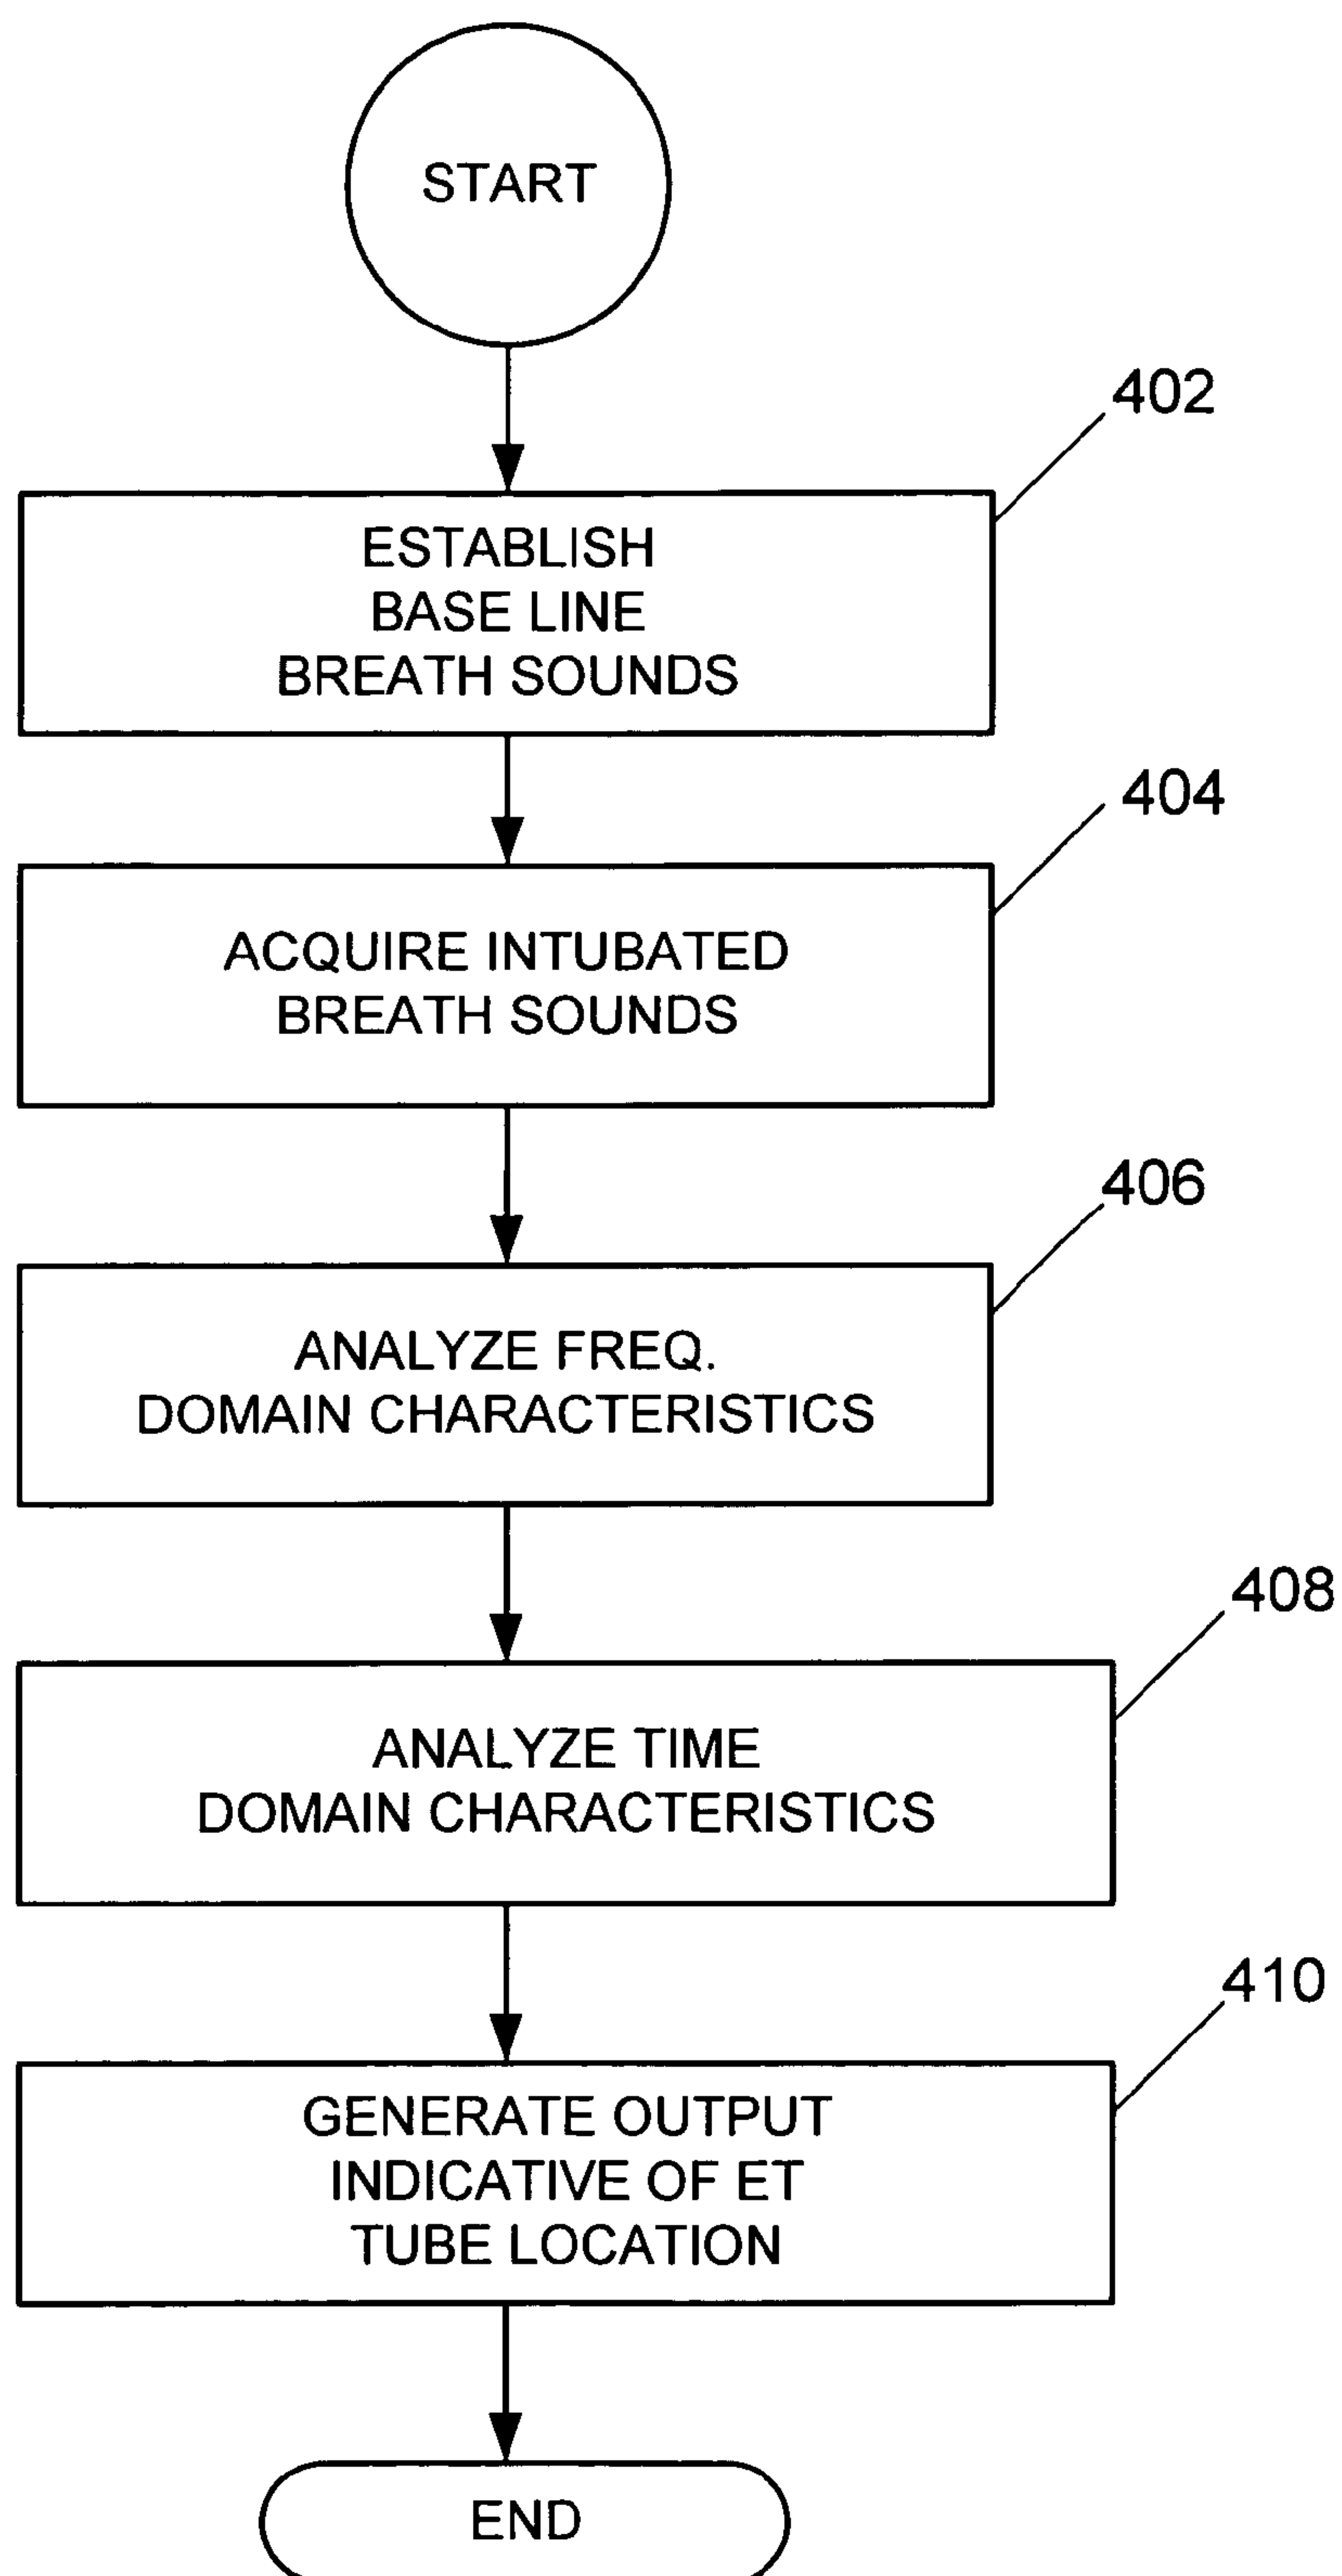 START
402
ESTABLISH
BASE LINE
BREATH SOUNDS
404
ACQUIRE INTUBATED
BREATH SOUNDS
406
ANALYZE FREQ.
DOMAIN CHARACTERISTICS
408
ANALYZE TIME
DOMAIN CHARACTERISTICS
410
GENERATE OUTPUT
INDICATIVE OF ET
TUBE LOCATION
END